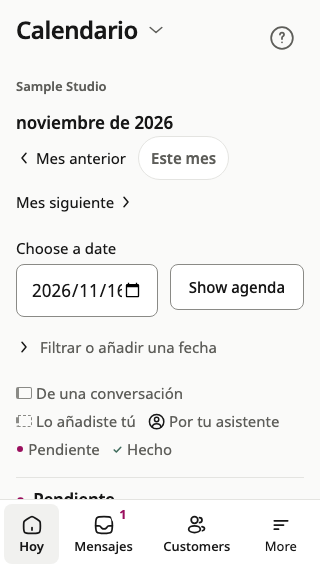 Calendario
Sample Studio
noviembre de 2026
Mes anterior
Este mes
Mes siguiente
Choose a date
2026/11/16
Show agenda
Filtrar o añadir una fecha
De una conversación
Lo añadiste tú
Por tu asistente
Pendiente
Hecho
Pendiente
1
Hoy
Mensajes
Customers
More